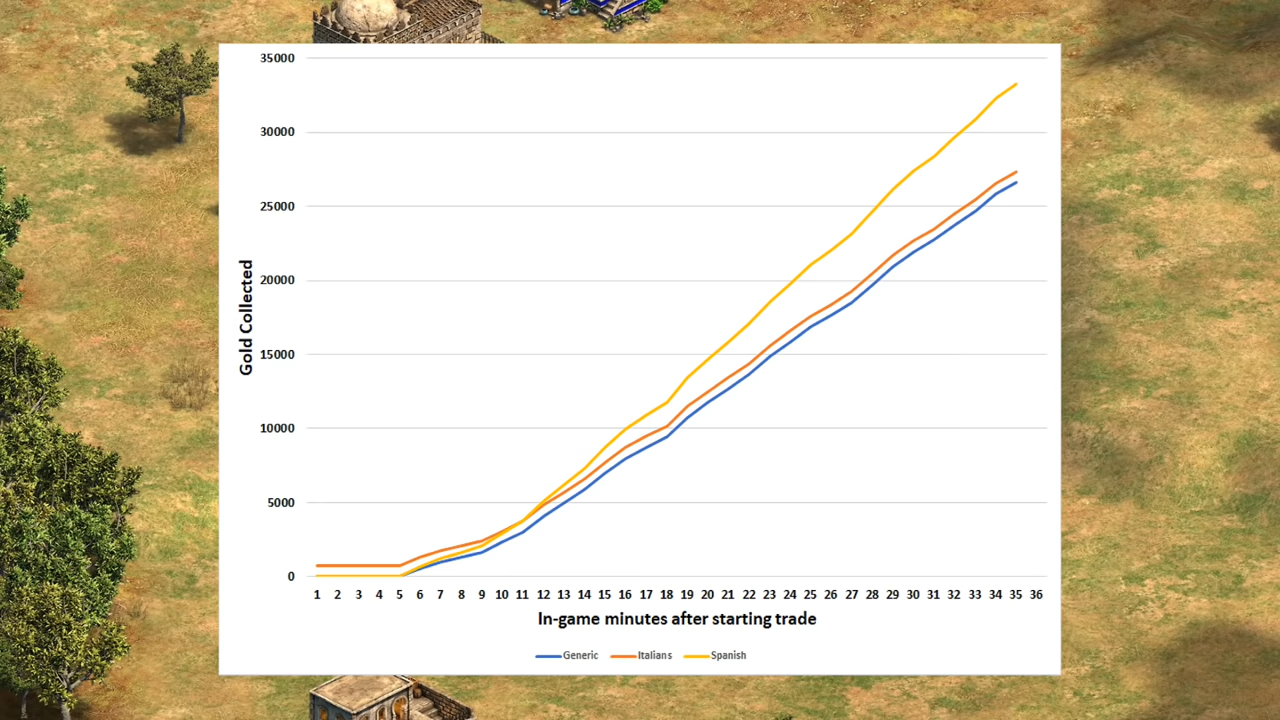 35000
30000
25000
20000
15000
10000
5000
0
Gold Collected
1 2 3 4 5 6 7 8 9 10 11 12 13 14 15 16 17 18 19 20 21 22 23 24 25 26 27 28 29 30 31 32 33 34 35 36
In-game minutes after starting trade
Generic Italians Spanish